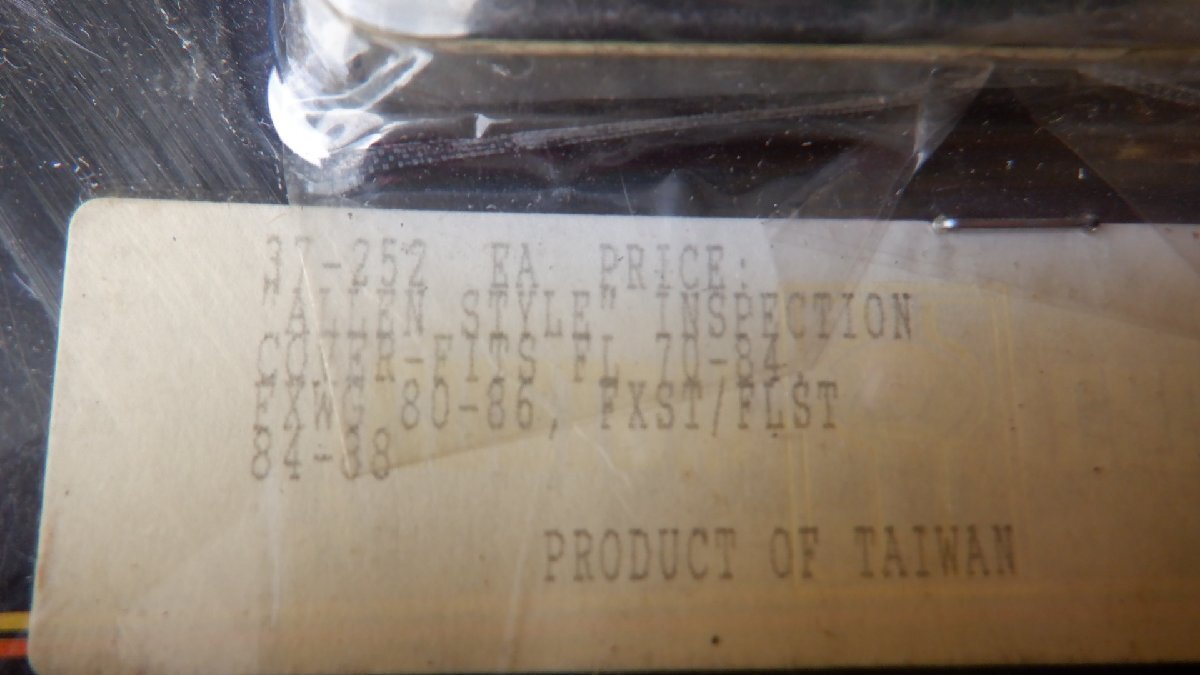 37-252 EA PRICE:
"ALLEN STYLE" INSPECTION
COVER-FITS FL 70-84,
FXWG 80-86, FXST/FLST
84-88
PRODUCT OF TAIWAN